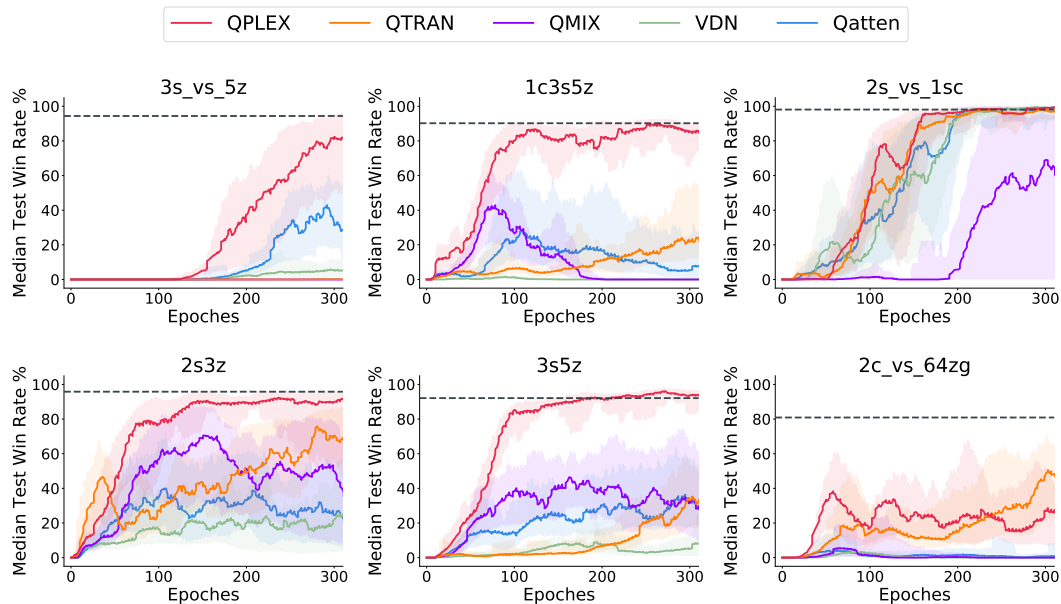 QPLEX QTRAN QMIX VDN Qatten
3s_vs_5z 1c3s5z 2s_vs_1sc
Median Test Win Rate % Median Test Win Rate % Median Test Win Rate %
100 100 100
80 80 80
60 60 60
40 40 40
20 20 20
0 0 0
0 100 200 300 0 100 200 300 0 100 200 300
Epoches Epoches Epoches
2s3z 3s5z 2c_vs_64zg
Median Test Win Rate % Median Test Win Rate % Median Test Win Rate %
100 100 100
80 80 80
60 60 60
40 40 40
20 20 20
0 0 0
0 100 200 300 0 100 200 300 0 100 200 300
Epoches Epoches Epoches